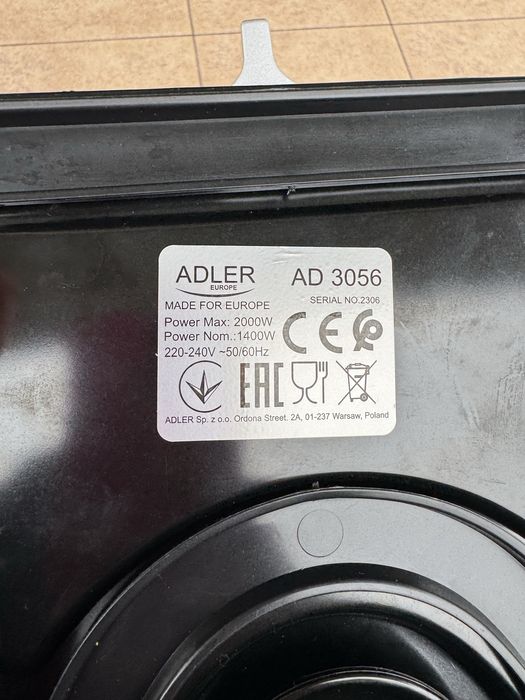 ADLER
EUROPE
AD 3056
MADE FOR EUROPE
SERIAL NO.2306
Power Max: 2000W
Power Nom.:1400W
220-240V ~50/60Hz
CE
EAC
ADLER Sp. z o.o. Ordona Street. 2A, 01-237 Warsaw, Poland